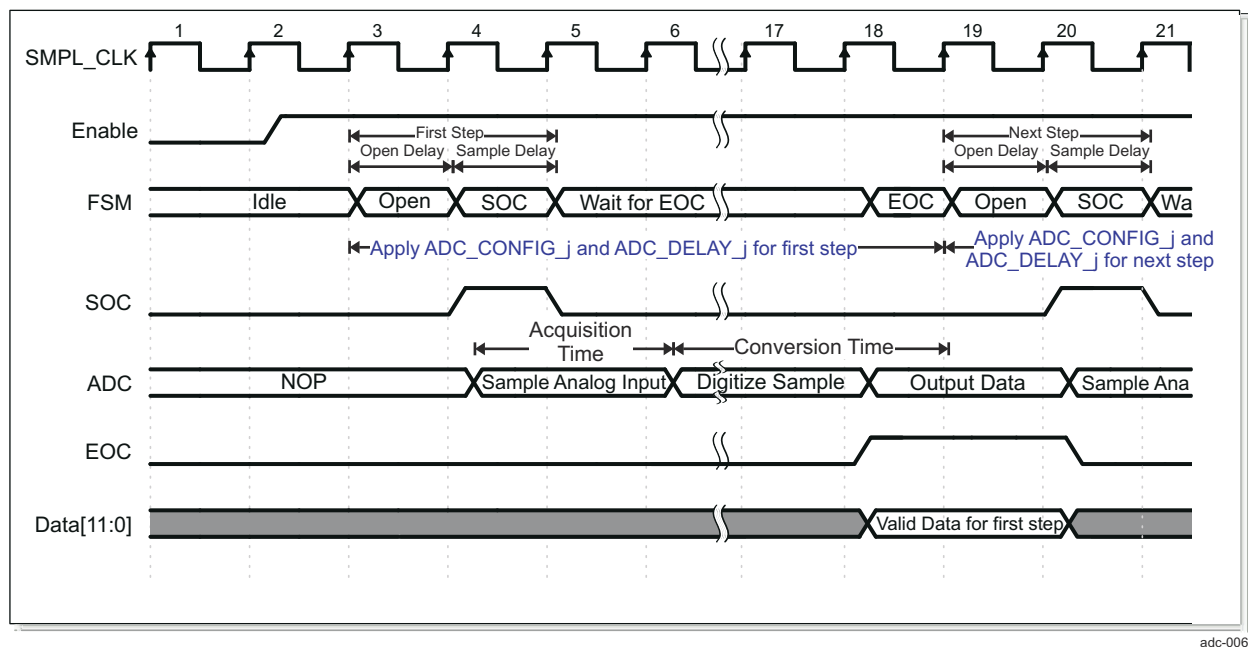 1 2 3 4 5 6 17 18 19 20 21
SMPL_CLK
Enable
First Step
Open Delay Sample Delay
Next Step
Open Delay Sample Delay
FSM
Idle Open SOC Wait for EOC EOC Open SOC Wa
Apply ADC_CONFIG_j and ADC_DELAY_j for first step
Apply ADC_CONFIG_j and
ADC_DELAY_j for next step
SOC
Acquisition
Time
Conversion Time
ADC
NOP Sample Analog Input Digitize Sample Output Data Sample Ana
EOC
Data[11:0]
Valid Data for first step
adc-006